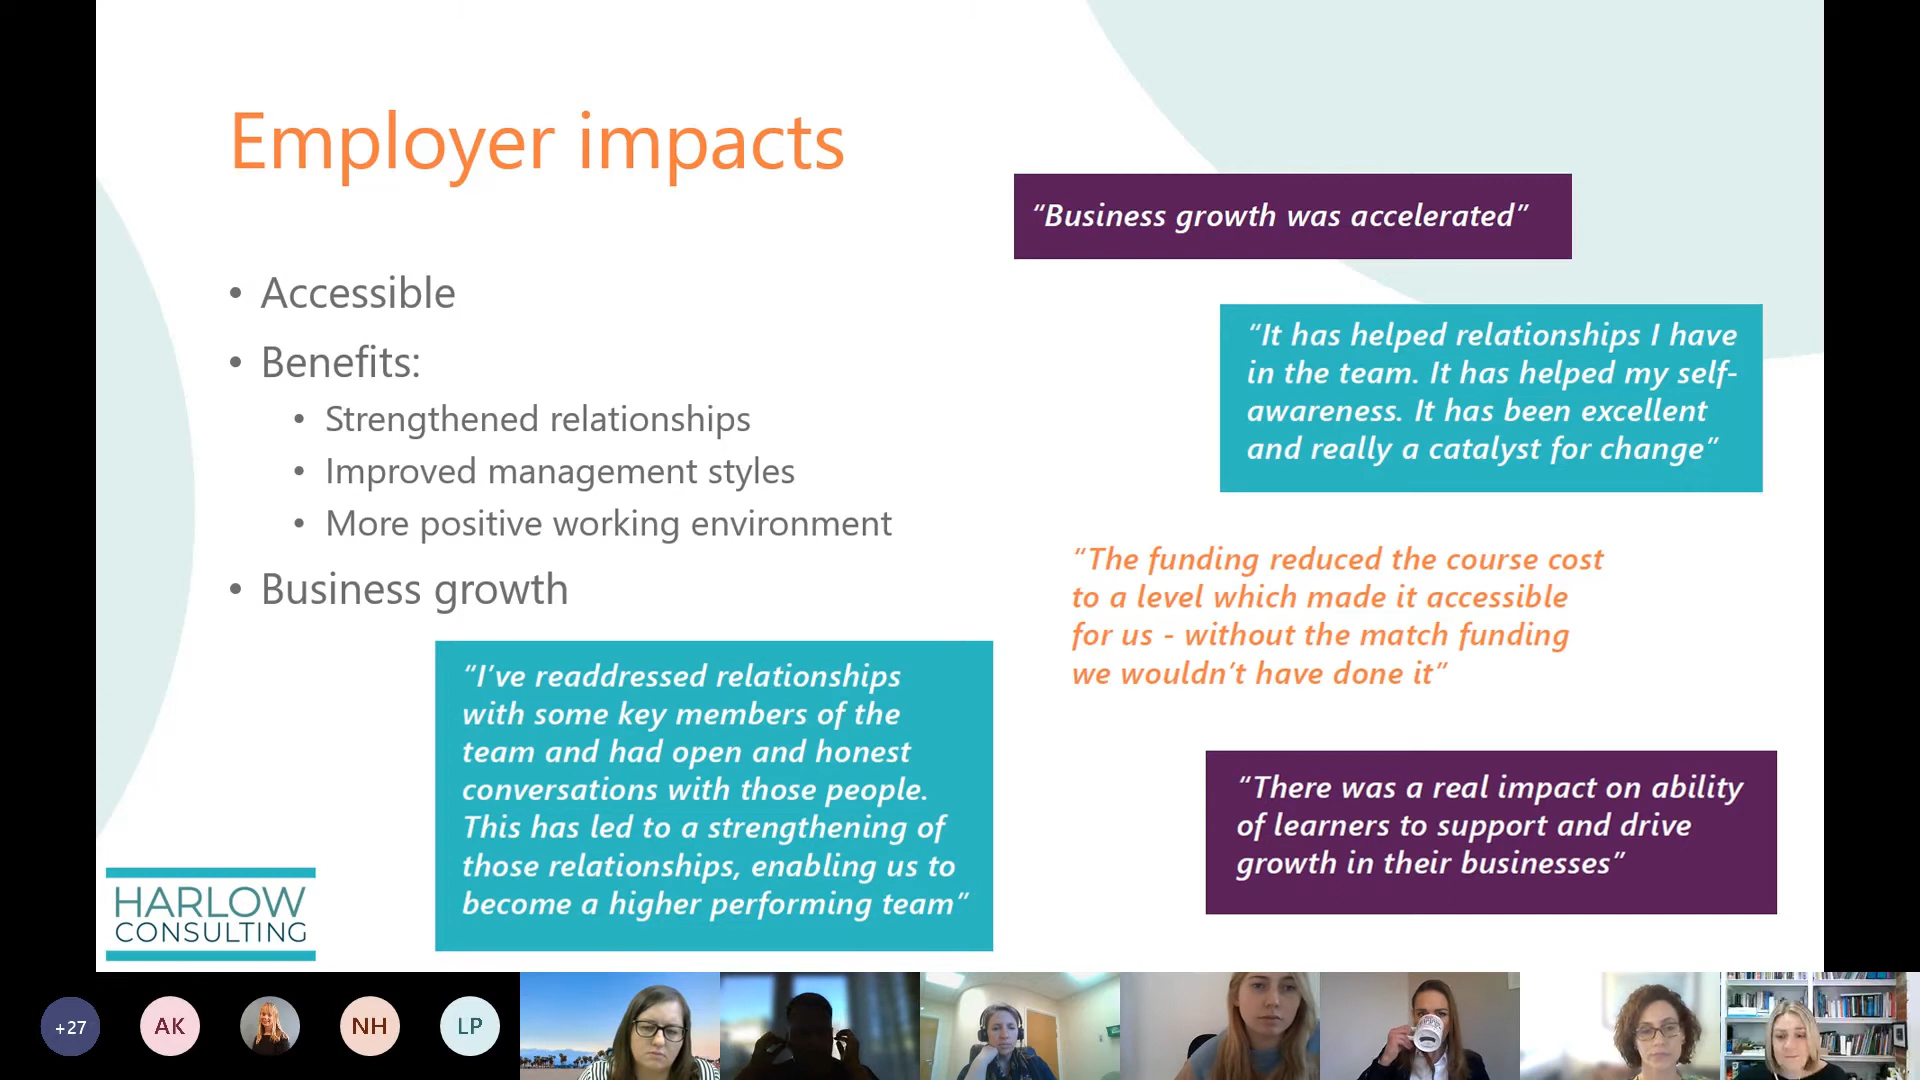 Employer impacts
• Accessible
• Benefits:
• Strengthened relationships
• Improved management styles
• More positive working environment
• Business growth
“Business growth was accelerated”
“It has helped relationships I have
in the team. It has helped my self-
awareness. It has been excellent
and really a catalyst for change”
“The funding reduced the course cost
to a level which made it accessible
for us - without the match funding
we wouldn’t have done it”
“I’ve readdressed relationships
with some key members of the
team and had open and honest
conversations with those people.
This has led to a strengthening of
those relationships, enabling us to
become a higher performing team”
“There was a real impact on ability
of learners to support and drive
growth in their businesses”
HARLOW
CONSULTING
+27
AK
NH
LP